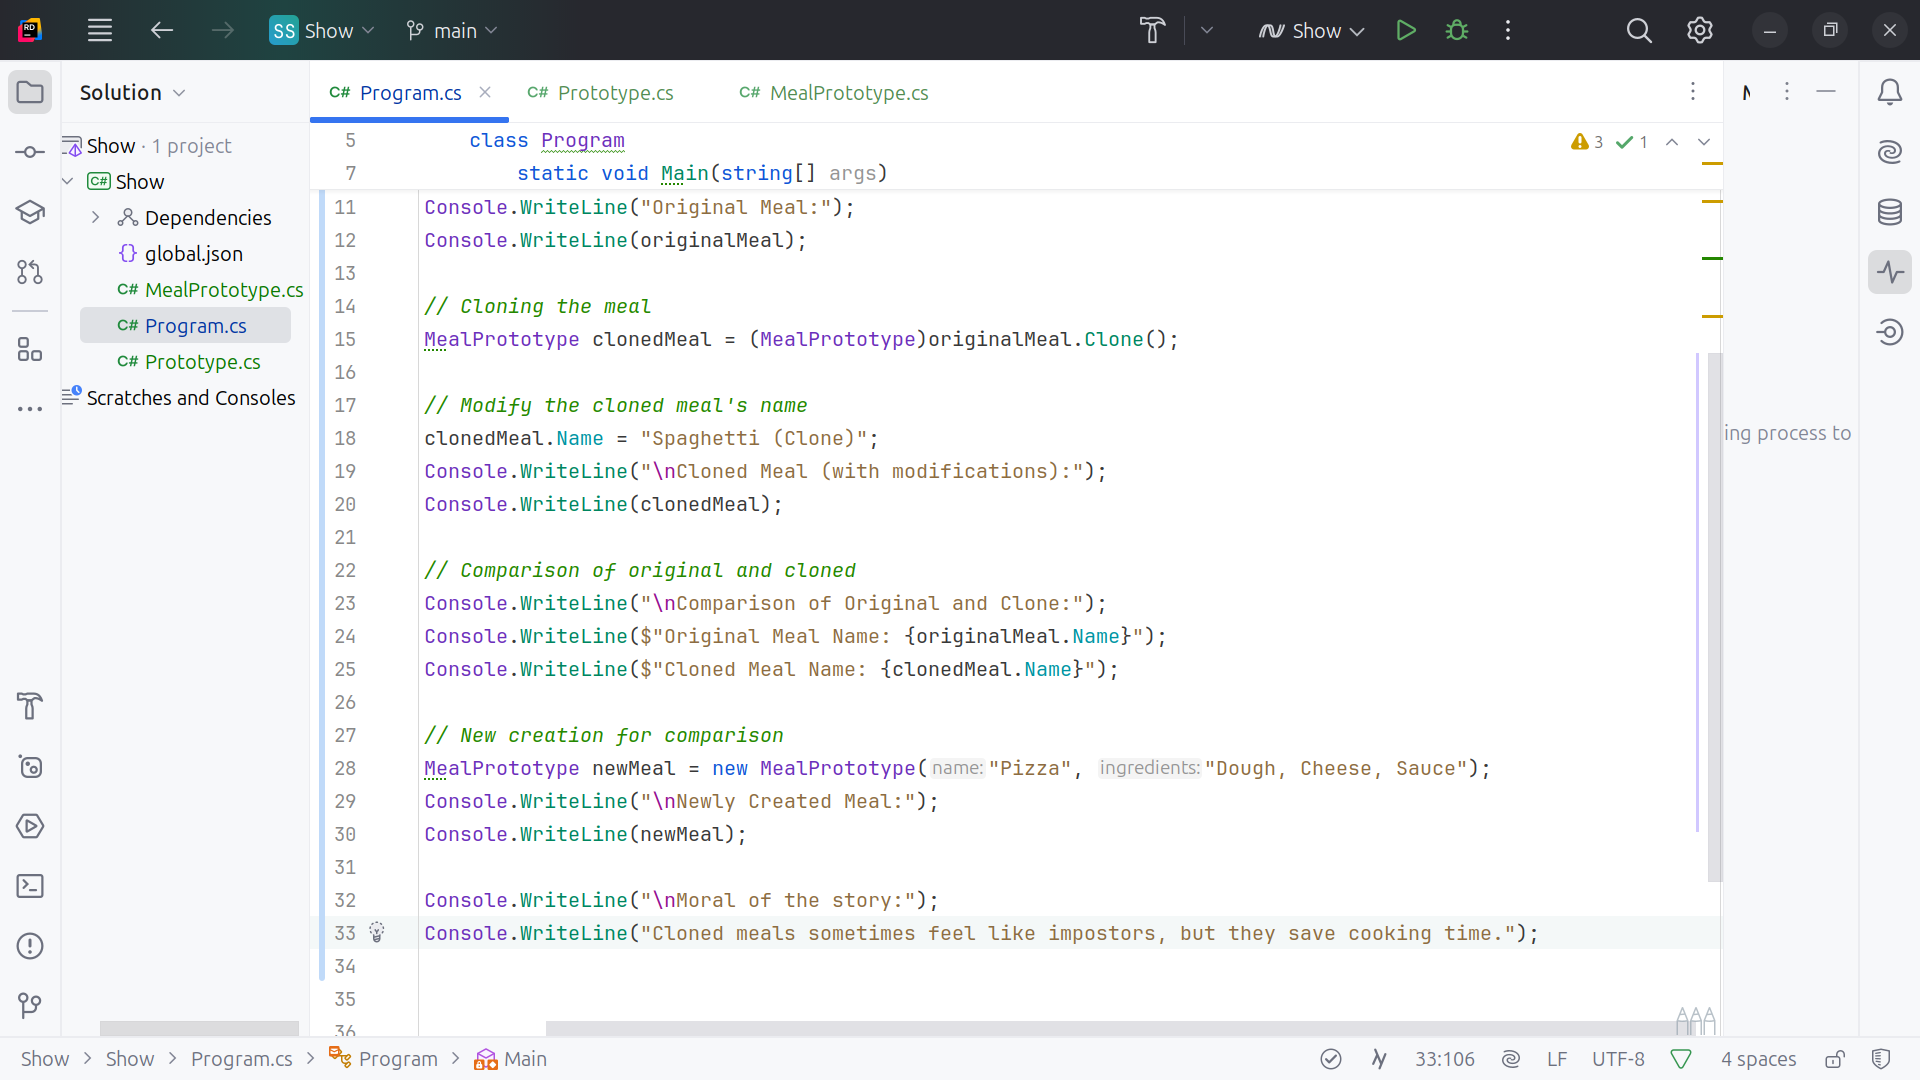 RD
SS Show
main
Show
Solution
Show · 1 project
C# Show
Dependencies
{} global.json
C# MealPrototype.cs
C# Program.cs
C# Prototype.cs
Scratches and Consoles
C# Program.cs
C# Prototype.cs
C# MealPrototype.cs
3 1
5 class Program
7 static void Main(string[] args)
11 Console.WriteLine("Original Meal:");
12 Console.WriteLine(originalMeal);
13
14 // Cloning the meal
15 MealPrototype clonedMeal = (MealPrototype)originalMeal.Clone();
16
17 // Modify the cloned meal's name
18 clonedMeal.Name = "Spaghetti (Clone)";
19 Console.WriteLine("\nCloned Meal (with modifications):");
20 Console.WriteLine(clonedMeal);
21
22 // Comparison of original and cloned
23 Console.WriteLine("\nComparison of Original and Clone:");
24 Console.WriteLine($"Original Meal Name: {originalMeal.Name}");
25 Console.WriteLine($"Cloned Meal Name: {clonedMeal.Name}");
26
27 // New creation for comparison
28 MealPrototype newMeal = new MealPrototype(name:"Pizza", ingredients:"Dough, Cheese, Sauce");
29 Console.WriteLine("\nNewly Created Meal:");
30 Console.WriteLine(newMeal);
31
32 Console.WriteLine("\nMoral of the story:");
33 Console.WriteLine("Cloned meals sometimes feel like impostors, but they save cooking time.");
34
35
36
ing process to
Show > Show > Program.cs > Program > Main
33:106 LF UTF-8 4 spaces